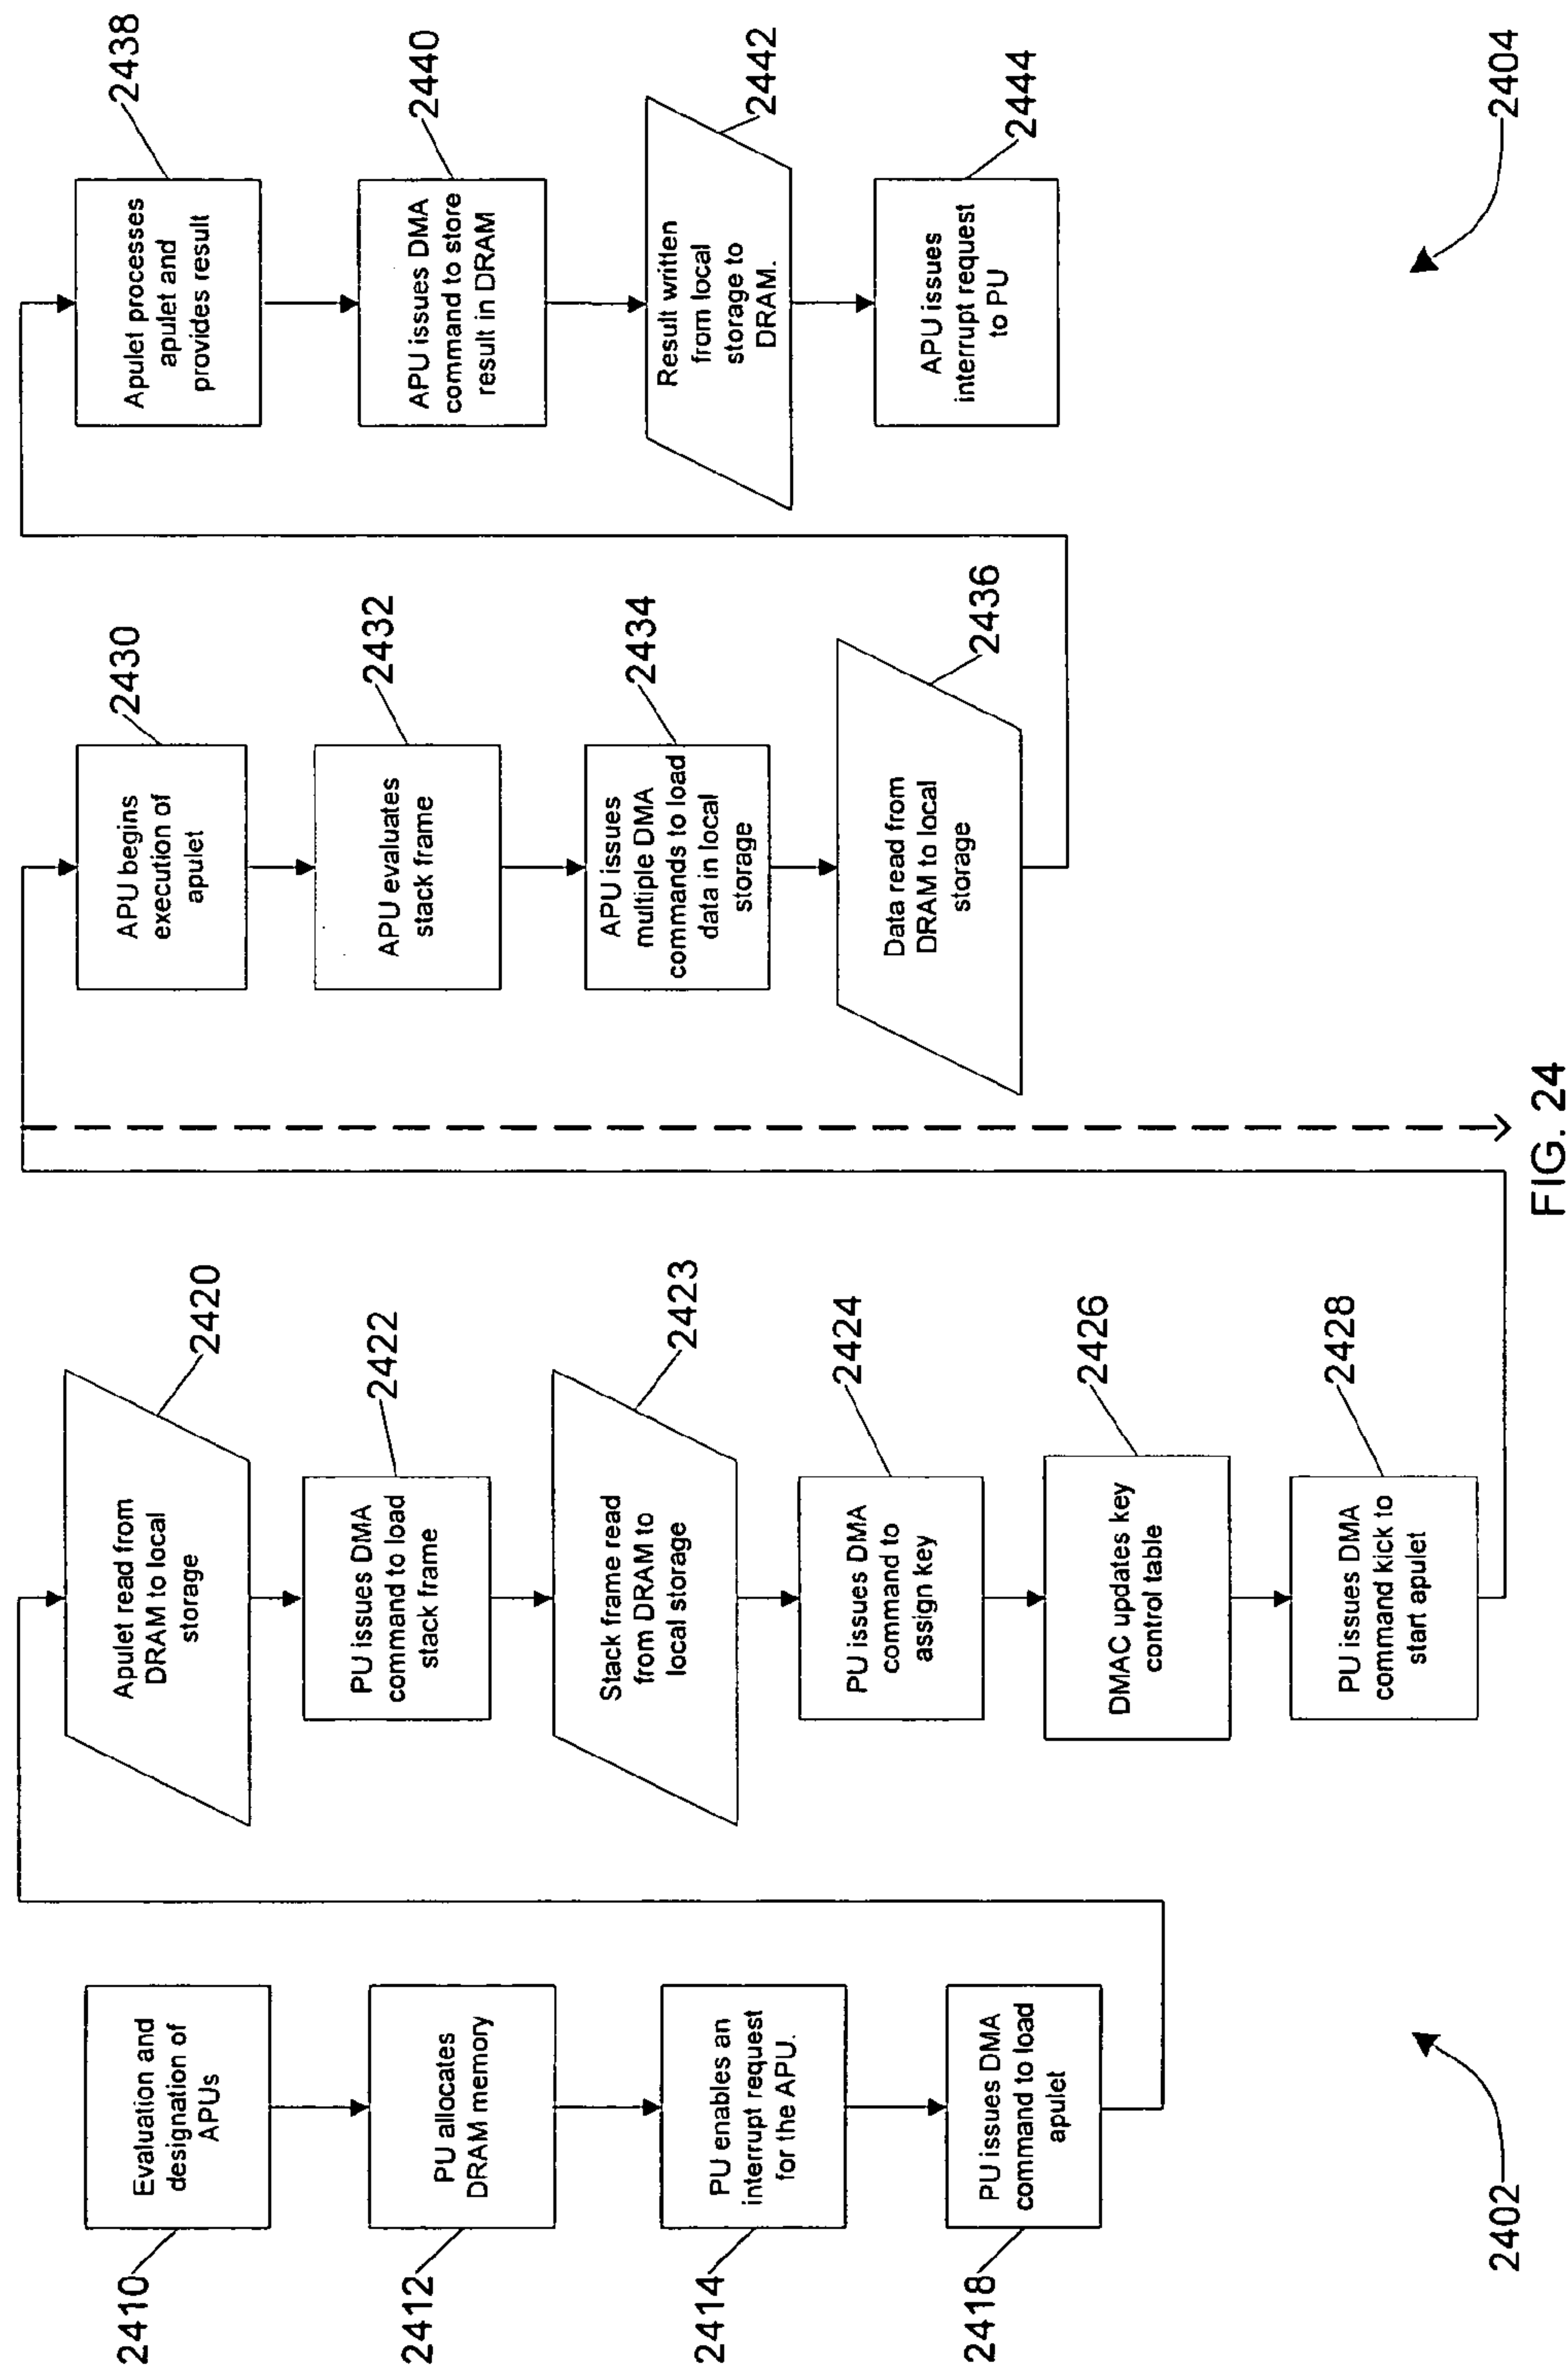 2410
Evaluation and
designation of
APUs
2412
PU allocates
DRAM memory
2414
PU enables an
interrupt request
for the APU.
2418
PU issues DMA
command to load
apulet
2402
Apulet read from
DRAM to local
storage
2420
PU issues DMA
command to load
stack frame
2422
Stack frame read
from DRAM to
local storage
2423
PU issues DMA
command to
assign key
2424
DMAC updates key
control table
2426
PU issues DMA
command kick to
start apulet
2428
APU begins
execution of
apulet
2430
APU evaluates
stack frame
2432
APU issues
multiple DMA
commands to load
data in local
storage
2434
Data read from
DRAM to local
storage
2436
Apulet processes
apulet and
provides result
2438
APU issues DMA
command to store
result in DRAM
2440
Result written
from local
storage to
DRAM.
2442
APU issues
interrupt request
to PU
2444
2404
FIG. 24